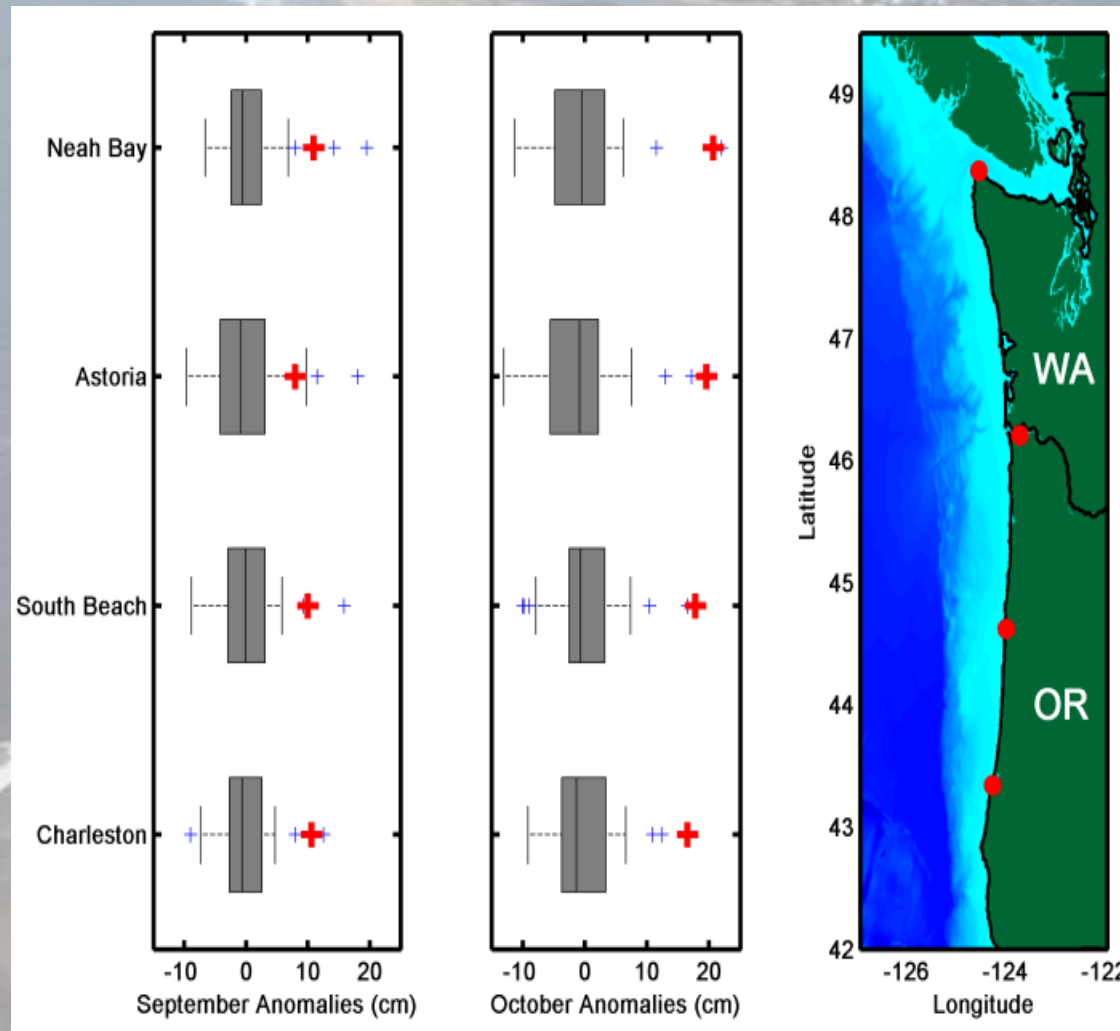 Neah Bay
Astoria
South Beach
Charleston
-10 0 10 20
September Anomalies (cm)
-10 0 10 20
October Anomalies (cm)
49
48
47
46
45
44
43
42
Latitude
WA
OR
-126 -124 -122
Longitude